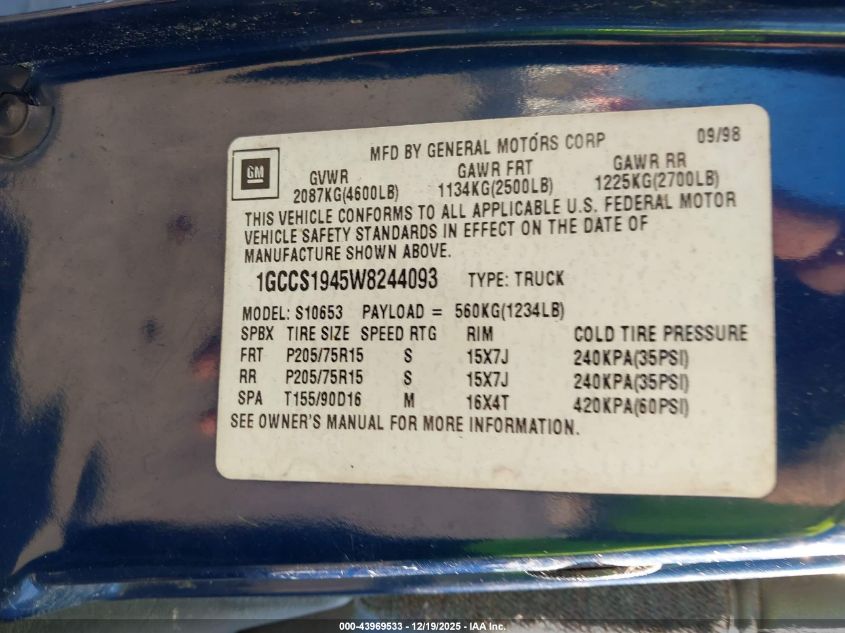 MFD BY GENERAL MOTORS CORP 09/98
GM
GVWR GAWR FRT GAWR RR
2087KG(4600LB) 1134KG(2500LB) 1225KG(2700LB)
THIS VEHICLE CONFORMS TO ALL APPLICABLE U.S. FEDERAL MOTOR
VEHICLE SAFETY STANDARDS IN EFFECT ON THE DATE OF
MANUFACTURE SHOWN ABOVE.
1GCCS1945W8244093 TYPE: TRUCK
MODEL: S10653 PAYLOAD = 560KG(1234LB)
SPBX TIRE SIZE SPEED RTG RIM COLD TIRE PRESSURE
FRT P205/75R15 S 15X7J 240KPA(35PSI)
RR P205/75R15 S 15X7J 240KPA(35PSI)
SPA T155/90D16 M 16X4T 420KPA(60PSI)
SEE OWNER'S MANUAL FOR MORE INFORMATION.
000-43969533 - 12/19/2025 - IAA Inc.